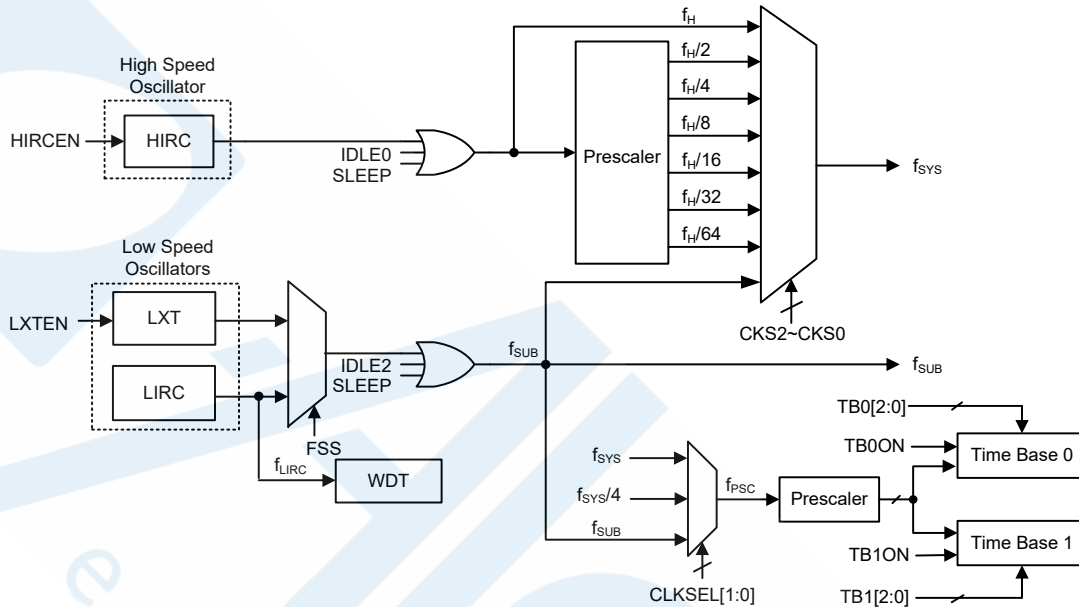 High Speed
Oscillator
HIRCEN
HIRC
IDLE0
SLEEP
Prescaler
fH
fH/2
fH/4
fH/8
fH/16
fH/32
fH/64
fSYS
CKS2~CKS0
Low Speed
Oscillators
LXTEN
LXT
LIRC
FSS
fLIRC
WDT
IDLE2
SLEEP
fSUB
fSUB
fSYS
fSYS/4
fSUB
CLKSEL[1:0]
fPSC
Prescaler
TB0[2:0]
TB0ON
Time Base 0
Time Base 1
TB1ON
TB1[2:0]